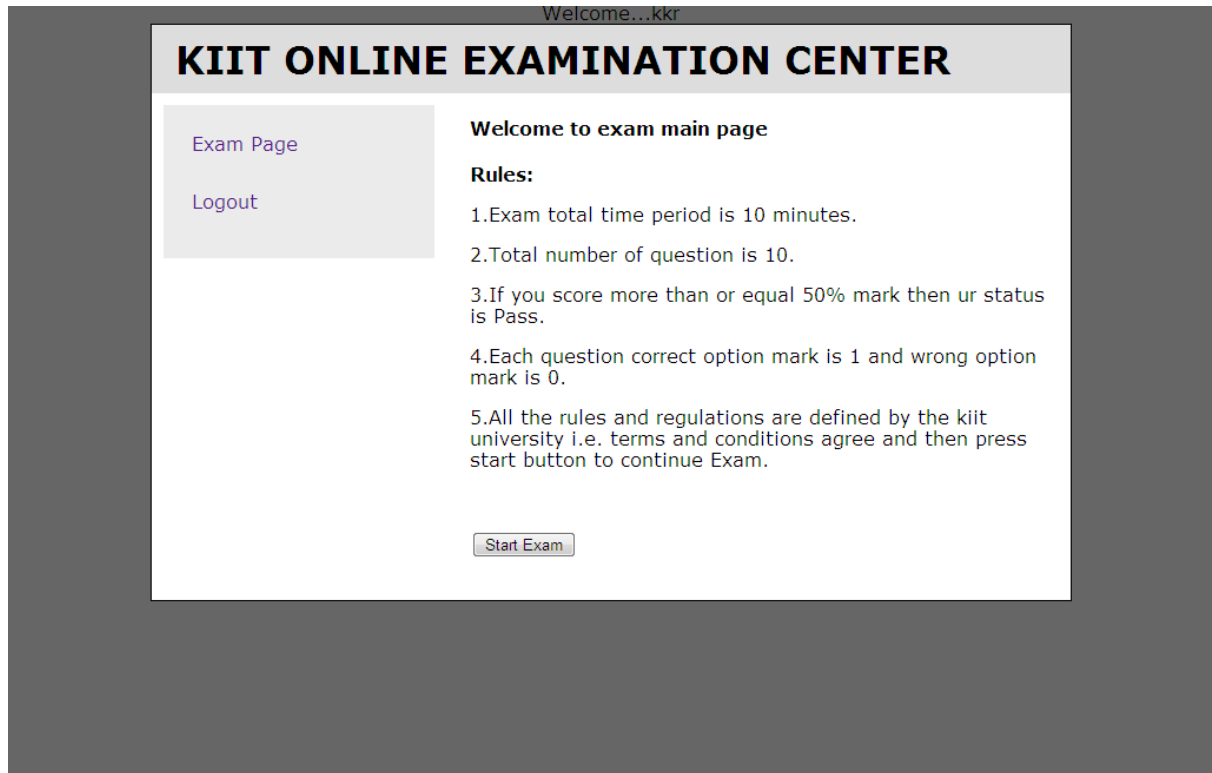 Welcome...kkr
KIIT ONLINE EXAMINATION CENTER
Exam Page
Logout
Welcome to exam main page
Rules:
1.Exam total time period is 10 minutes.
2.Total number of question is 10.
3.If you score more than or equal 50% mark then ur status
is Pass.
4.Each question correct option mark is 1 and wrong option
mark is 0.
5.All the rules and regulations are defined by the kiit
university i.e. terms and conditions agree and then press
start button to continue Exam.
Start Exam